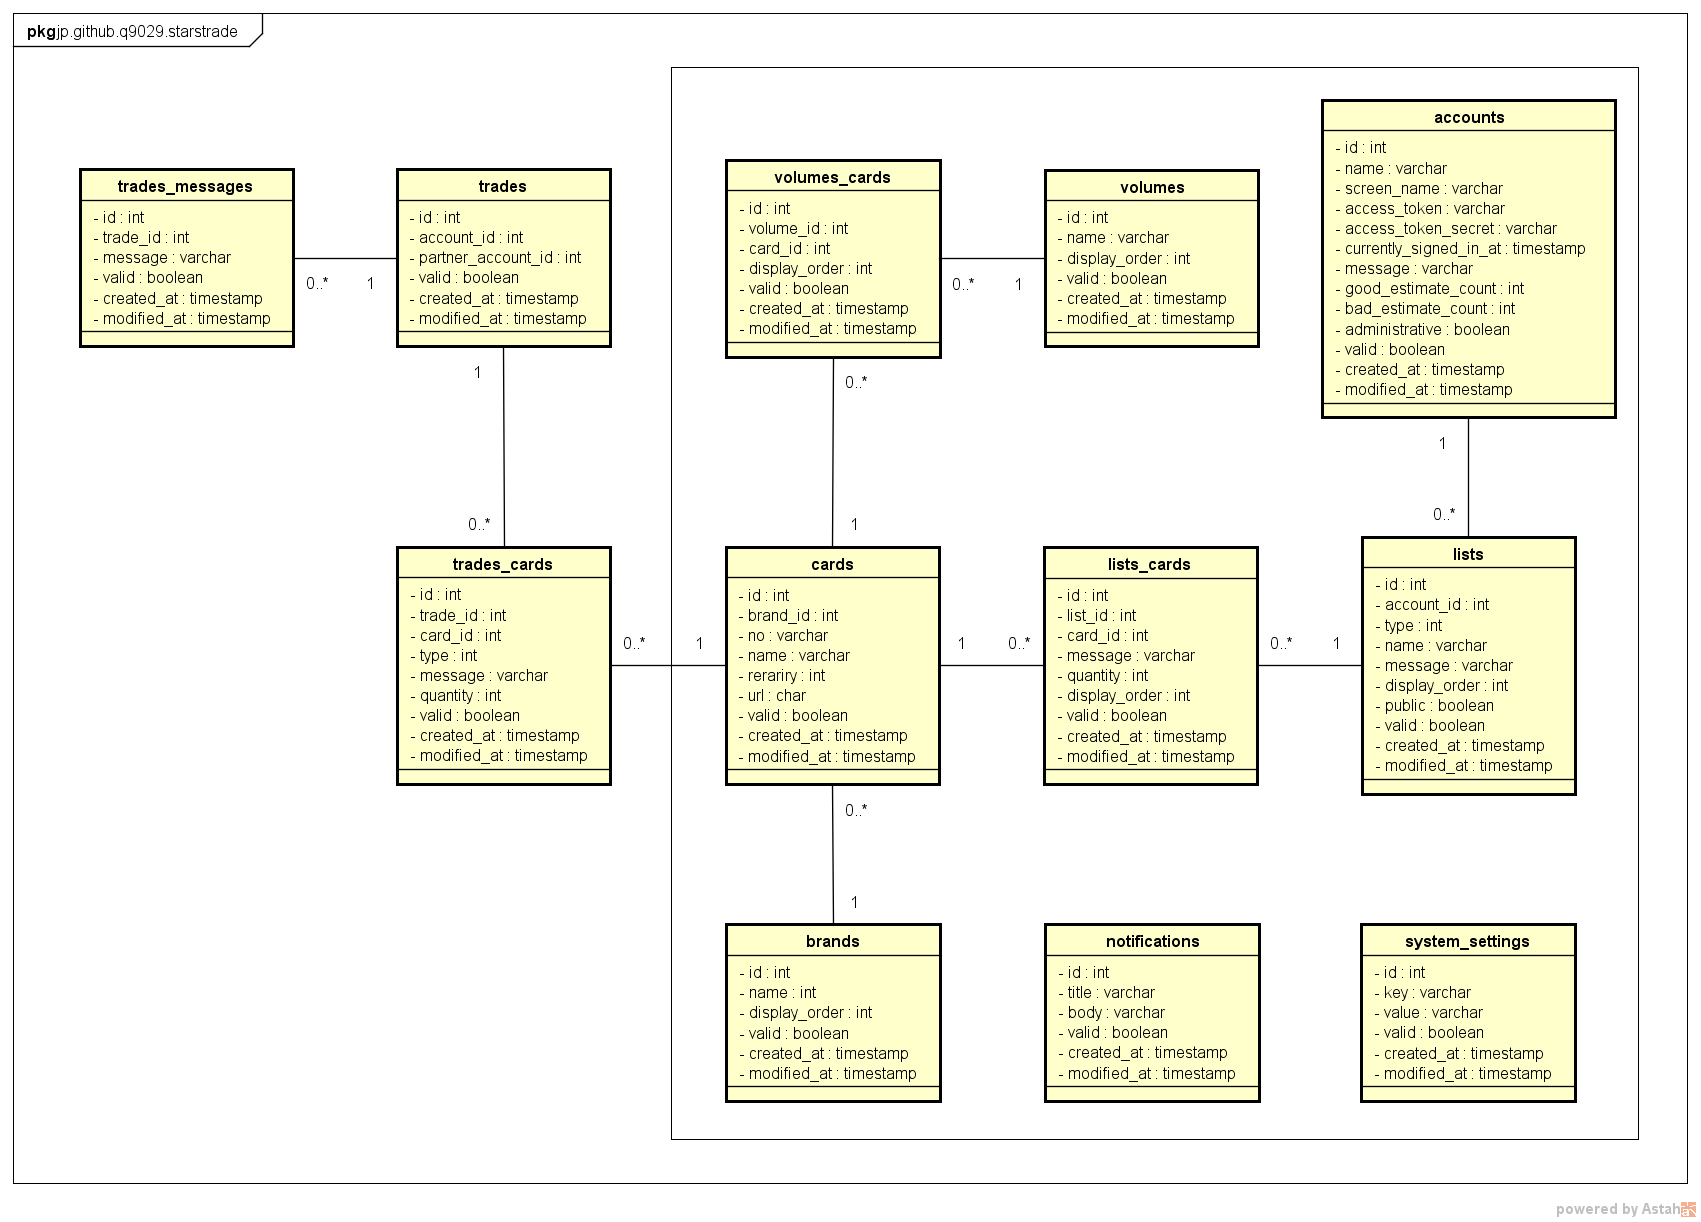 pkg jp.github.q9029.starstrade
trades_messages
- id : int
- trade_id : int
- message : varchar
- valid : boolean
- created_at : timestamp
- modified_at : timestamp
0..*
1
trades
- id : int
- account_id : int
- partner_account_id : int
- valid : boolean
- created_at : timestamp
- modified_at : timestamp
1
0..*
volumes_cards
- id : int
- volume_id : int
- card_id : int
- display_order : int
- valid : boolean
- created_at : timestamp
- modified_at : timestamp
0..*
1
volumes
- id : int
- name : varchar
- display_order : int
- valid : boolean
- created_at : timestamp
- modified_at : timestamp
0..*
1
accounts
- id : int
- name : varchar
- screen_name : varchar
- access_token : varchar
- access_token_secret : varchar
- currently_signed_in_at : timestamp
- message : varchar
- good_estimate_count : int
- bad_estimate_count : int
- administrative : boolean
- valid : boolean
- created_at : timestamp
- modified_at : timestamp
1
0..*
trades_cards
- id : int
- trade_id : int
- card_id : int
- type : int
- message : varchar
- quantity : int
- valid : boolean
- created_at : timestamp
- modified_at : timestamp
0..*
1
cards
- id : int
- brand_id : int
- no : varchar
- name : varchar
- rerariry : int
- url : char
- valid : boolean
- created_at : timestamp
- modified_at : timestamp
1
0..*
lists_cards
- id : int
- list_id : int
- card_id : int
- message : varchar
- quantity : int
- display_order : int
- valid : boolean
- created_at : timestamp
- modified_at : timestamp
0..*
1
lists
- id : int
- account_id : int
- type : int
- name : varchar
- message : varchar
- display_order : int
- public : boolean
- valid : boolean
- created_at : timestamp
- modified_at : timestamp
0..*
1
brands
- id : int
- name : int
- display_order : int
- valid : boolean
- created_at : timestamp
- modified_at : timestamp
notifications
- id : int
- title : varchar
- body : varchar
- valid : boolean
- created_at : timestamp
- modified_at : timestamp
system_settings
- id : int
- key : varchar
- value : varchar
- valid : boolean
- created_at : timestamp
- modified_at : timestamp
powered by Astah